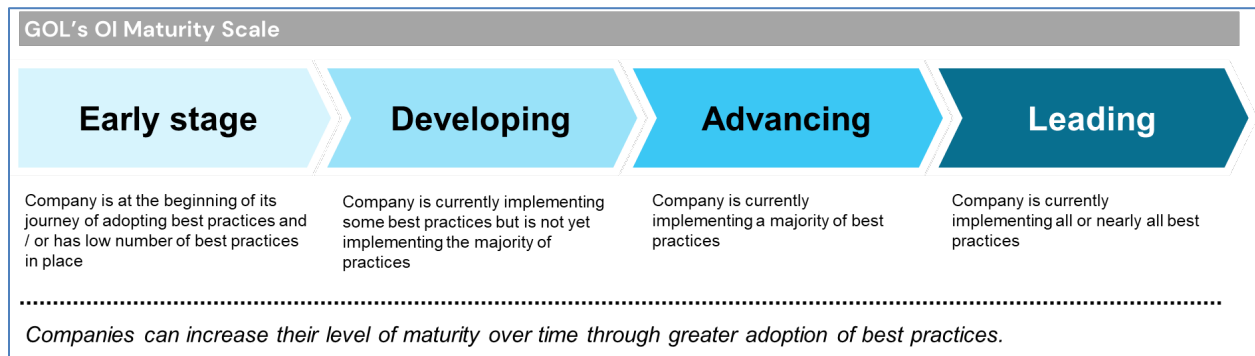 GOL's OI Maturity Scale
Early stage
Developing
Advancing
Leading
Company is at the beginning of its
journey of adopting best practices and
/ or has low number of best practices
in place
Company is currently implementing
some best practices but is not yet
implementing the majority of
practices
Company is currently
implementing a majority of best
practices
Company is currently
implementing all or nearly all best
practices
Companies can increase their level of maturity over time through greater adoption of best practices.